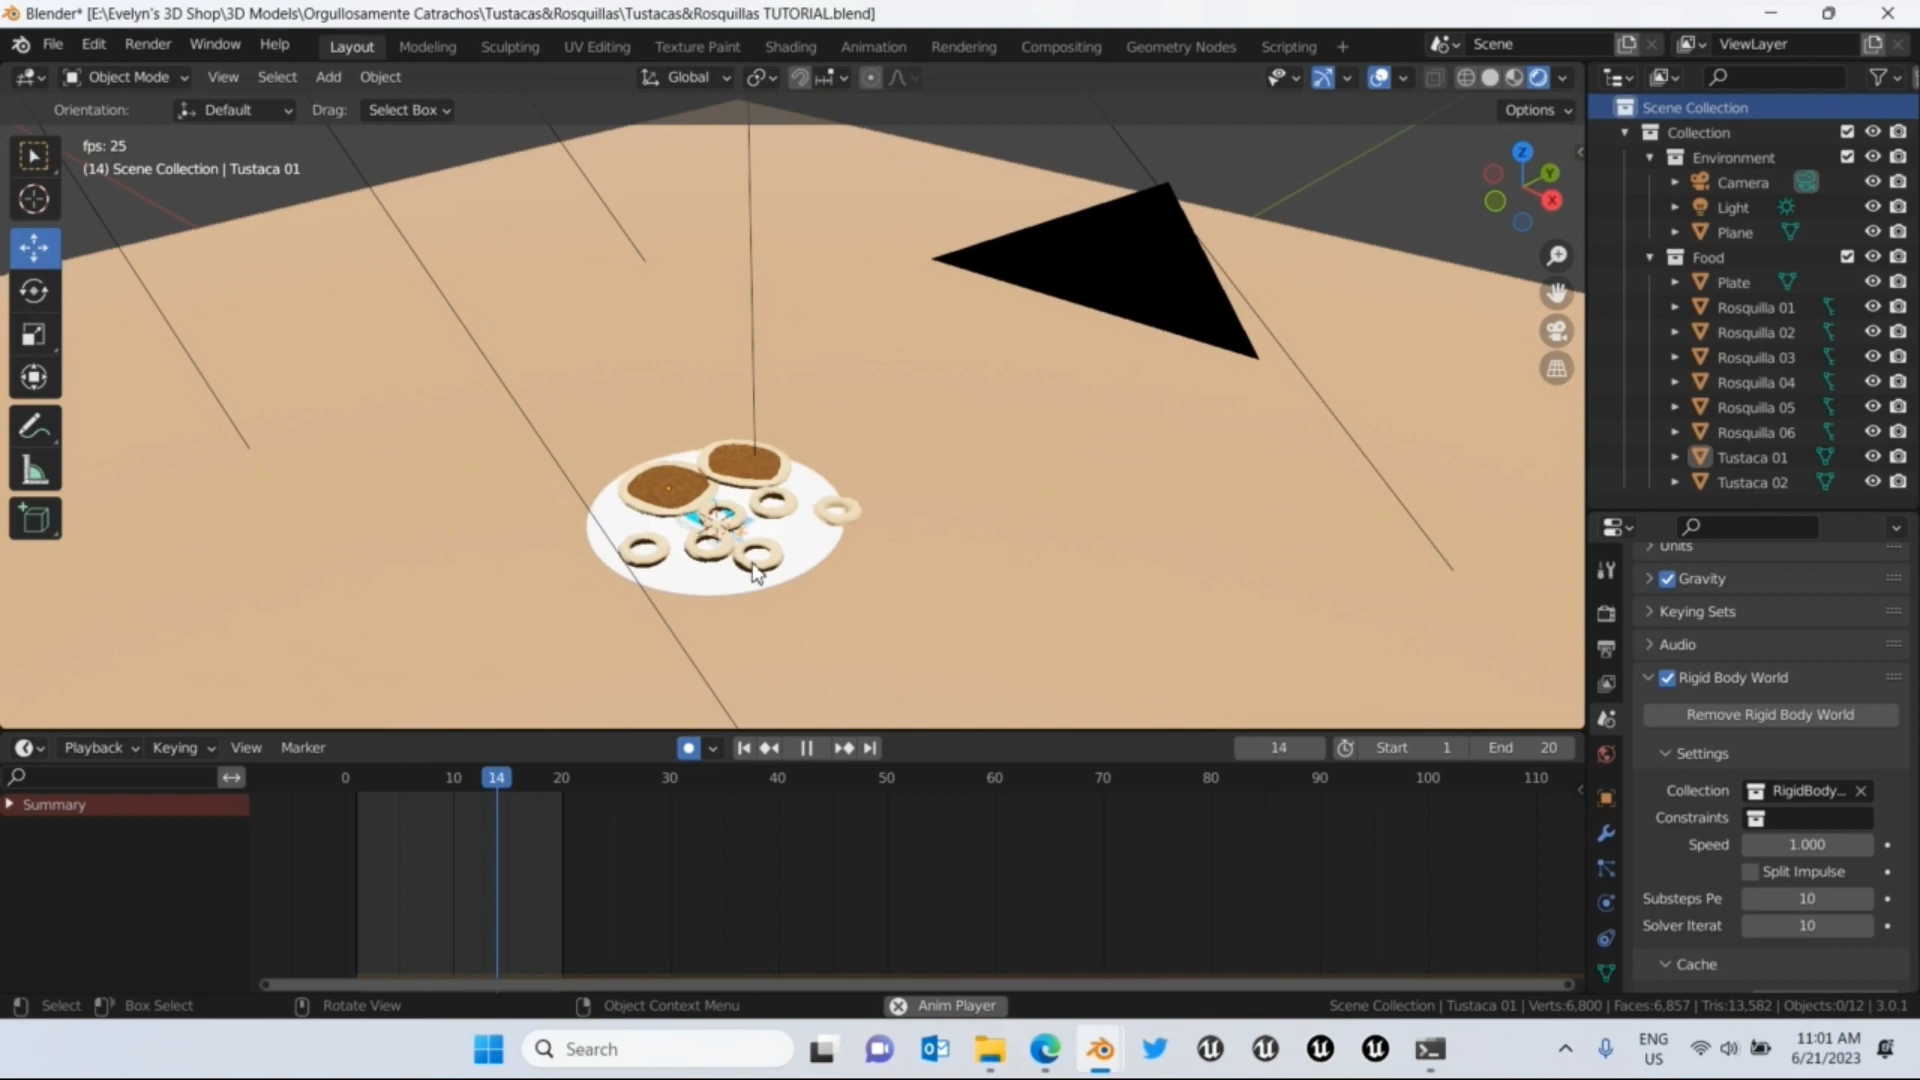 Blender* [E:\Evelyn's 3D Shop\3D Models\Orgullosamente Catrachos\Tustacas&Rosquillas\Tustacas&Rosquillas TUTORIAL.blend]
File Edit Render Window Help Layout Modeling Sculpting UV Editing Texture Paint Shading Animation Rendering Compositing Geometry Nodes Scripting + Scene ViewLayer
Object Mode View Select Add Object Global
Orientation: Default Drag: Select Box Options
fps: 25
(14) Scene Collection | Tustaca 01
Z
Y
X
Scene Collection
Collection
Environment
Camera
Light
Plane
Food
Plate
Rosquilla 01
Rosquilla 02
Rosquilla 03
Rosquilla 04
Rosquilla 05
Rosquilla 06
Tustaca 01
Tustaca 02
Units
Gravity
Keying Sets
Audio
Rigid Body World
Remove Rigid Body World
Settings
Collection RigidBody...
Constraints
Speed 1.000
Split Impulse
Substeps Pe 10
Solver Iterat 10
Cache
Playback Keying View Marker 14 Start 1 End 20
0 10 14 20 30 40 50 60 70 80 90 100 110
Summary
Select Box Select Rotate View Object Context Menu Anim Player Scene Collection | Tustaca 01 | Verts:6,800 | Faces:6,857 | Tris:13,582 | Objects:0/12 | 3.0.1
Search
ENG
US
11:01 AM
6/21/2023